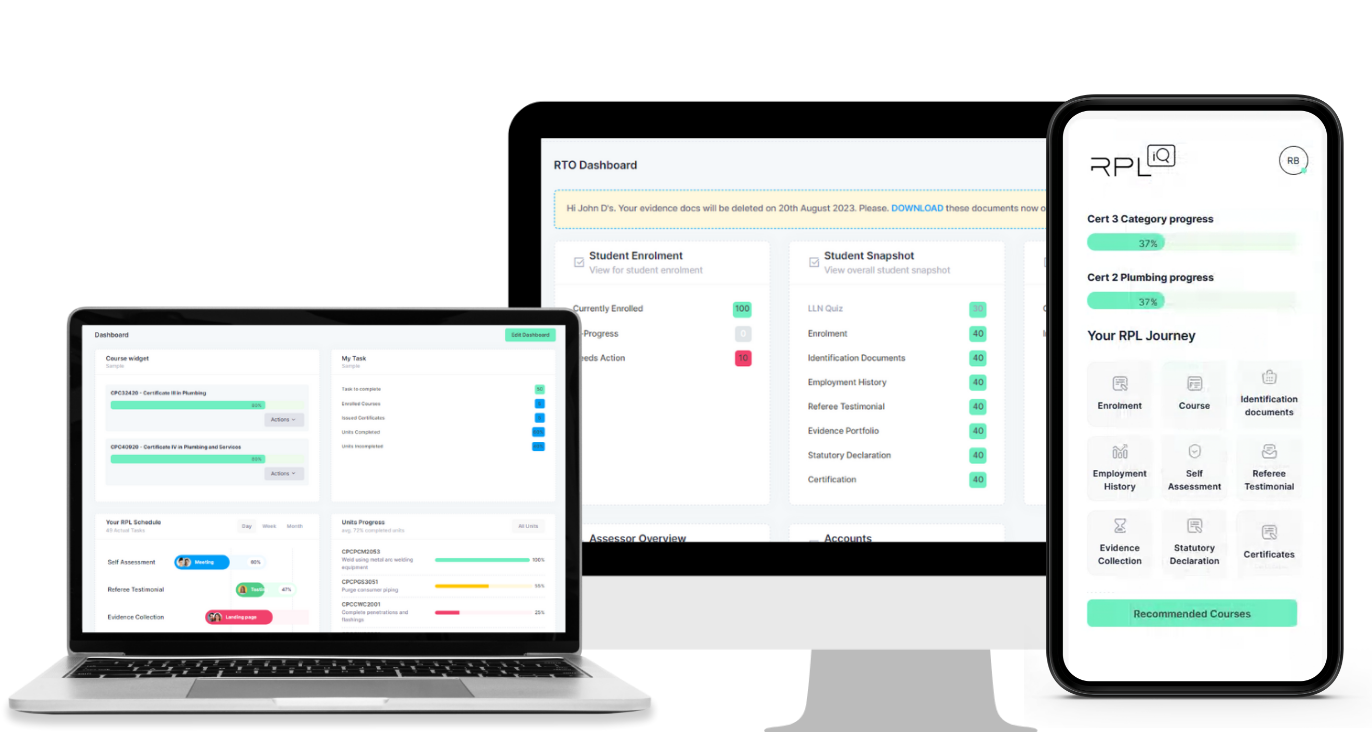 RTO Dashboard
Hi John D's. Your evidence docs will be deleted on 20th August 2023. Please. DOWNLOAD these documents now o
Student Enrolment
View for student enrolment
Currently Enrolled 100
-Progress 0
eeds Action 10
Student Snapshot
View overall student snapshot
LLN Quiz 30
Enrolment 40
Identification Documents 40
Employment History 40
Referee Testimonial 40
Evidence Portfolio 40
Statutory Declaration 40
Certification 40
Assessor Overview
Accounts
Dashboard
Edit Dashboard
Course widget
Sample
CPC32420 - Certificate III in Plumbing
80%
Actions
CPC40920 - Certificate IV in Plumbing and Services
80%
Actions
My Task
Sample
Task to complete
Enrolled Courses
Issued Certificates
Units Completed
Units Incompleted
Your RPL Schedule
49 Annual Tasks
Day Week Month
Self Assessment Meeting 80%
Referee Testimonial 47%
Evidence Collection Landing page
Units Progress
avg. 72% completed units
All Units
CPCPCM2053
Weld using metal arc welding
equipment
100%
CPCPGS3051
Purge consumer piping
CPCCWC2001
Complete penetrations and
flashings
RPL iQ
RB
Cert 3 Category progress
37%
Cert 2 Plumbing progress
37%
Your RPL Journey
Enrolment
Course
Identification
documents
Employment
History
Self
Assessment
Referee
Testimonial
Evidence
Collection
Statutory
Declaration
Certificates
Recommended Courses